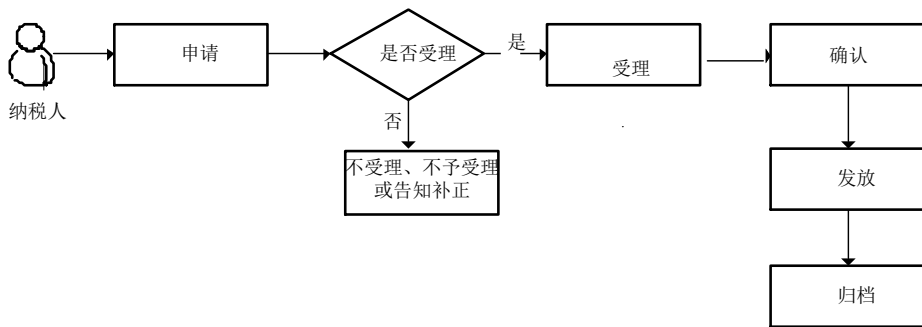 纳税人
申请
是否受理
是
受理
确认
否
不受理、不予受理
或告知补正
发放
归档